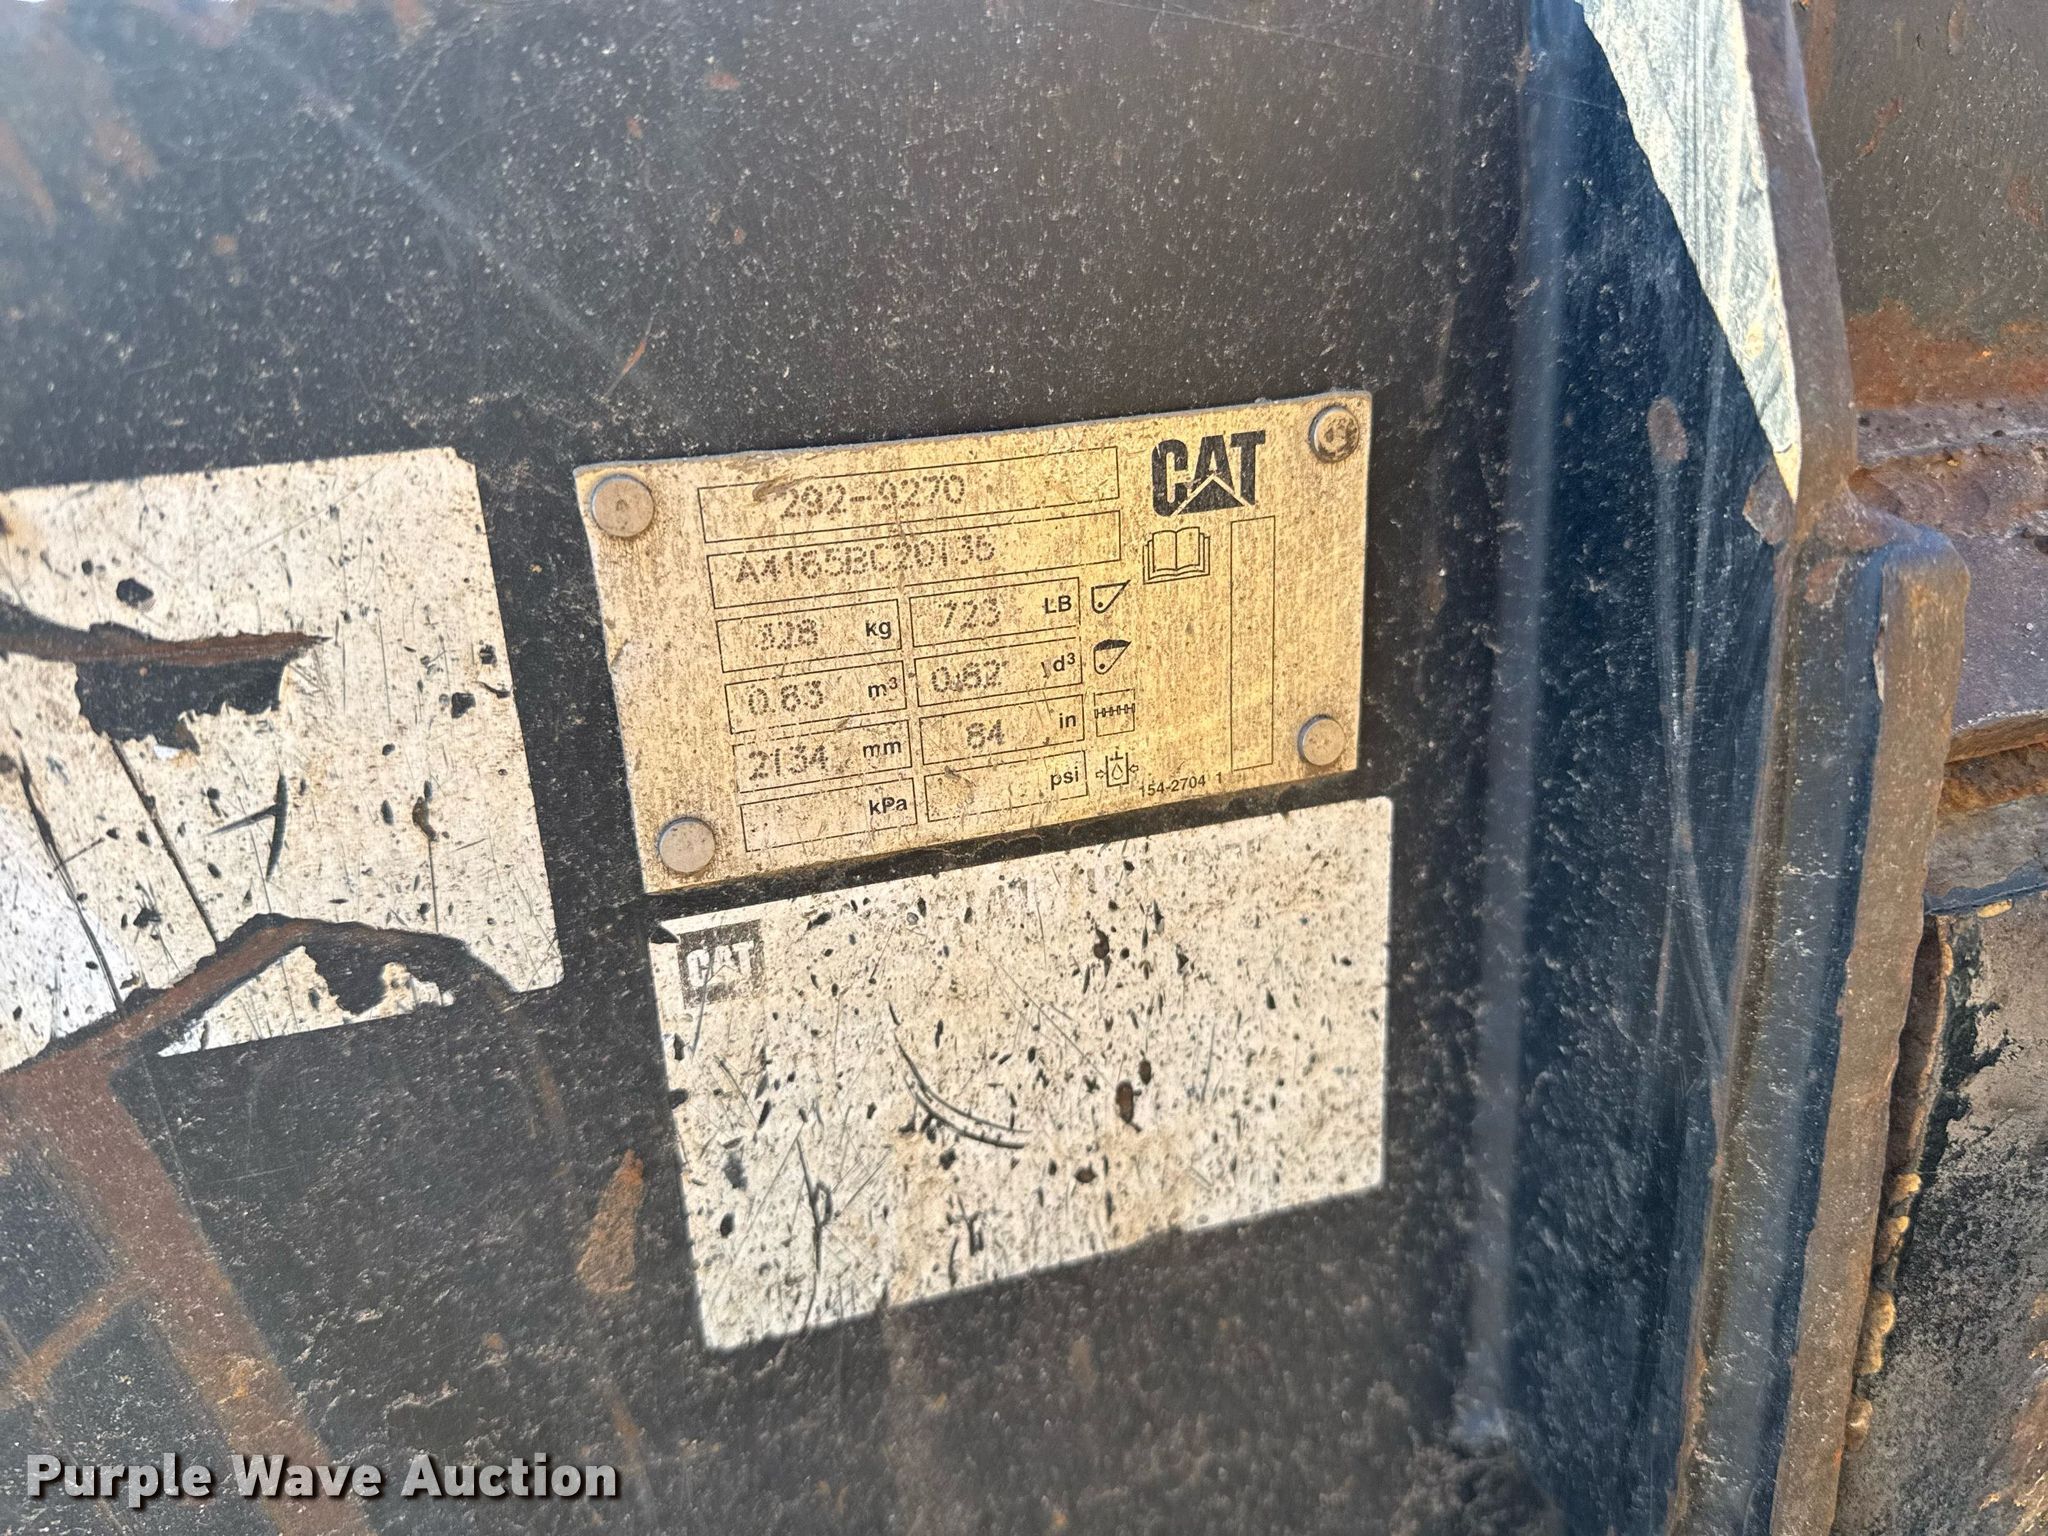 CAT
292-9270
A4165BC20135
328 kg 723 LB
0.63 m³ 0.82 yd³
2134 mm 84 in
kPa psi
154-2704 1
CAT
Purple Wave Auction